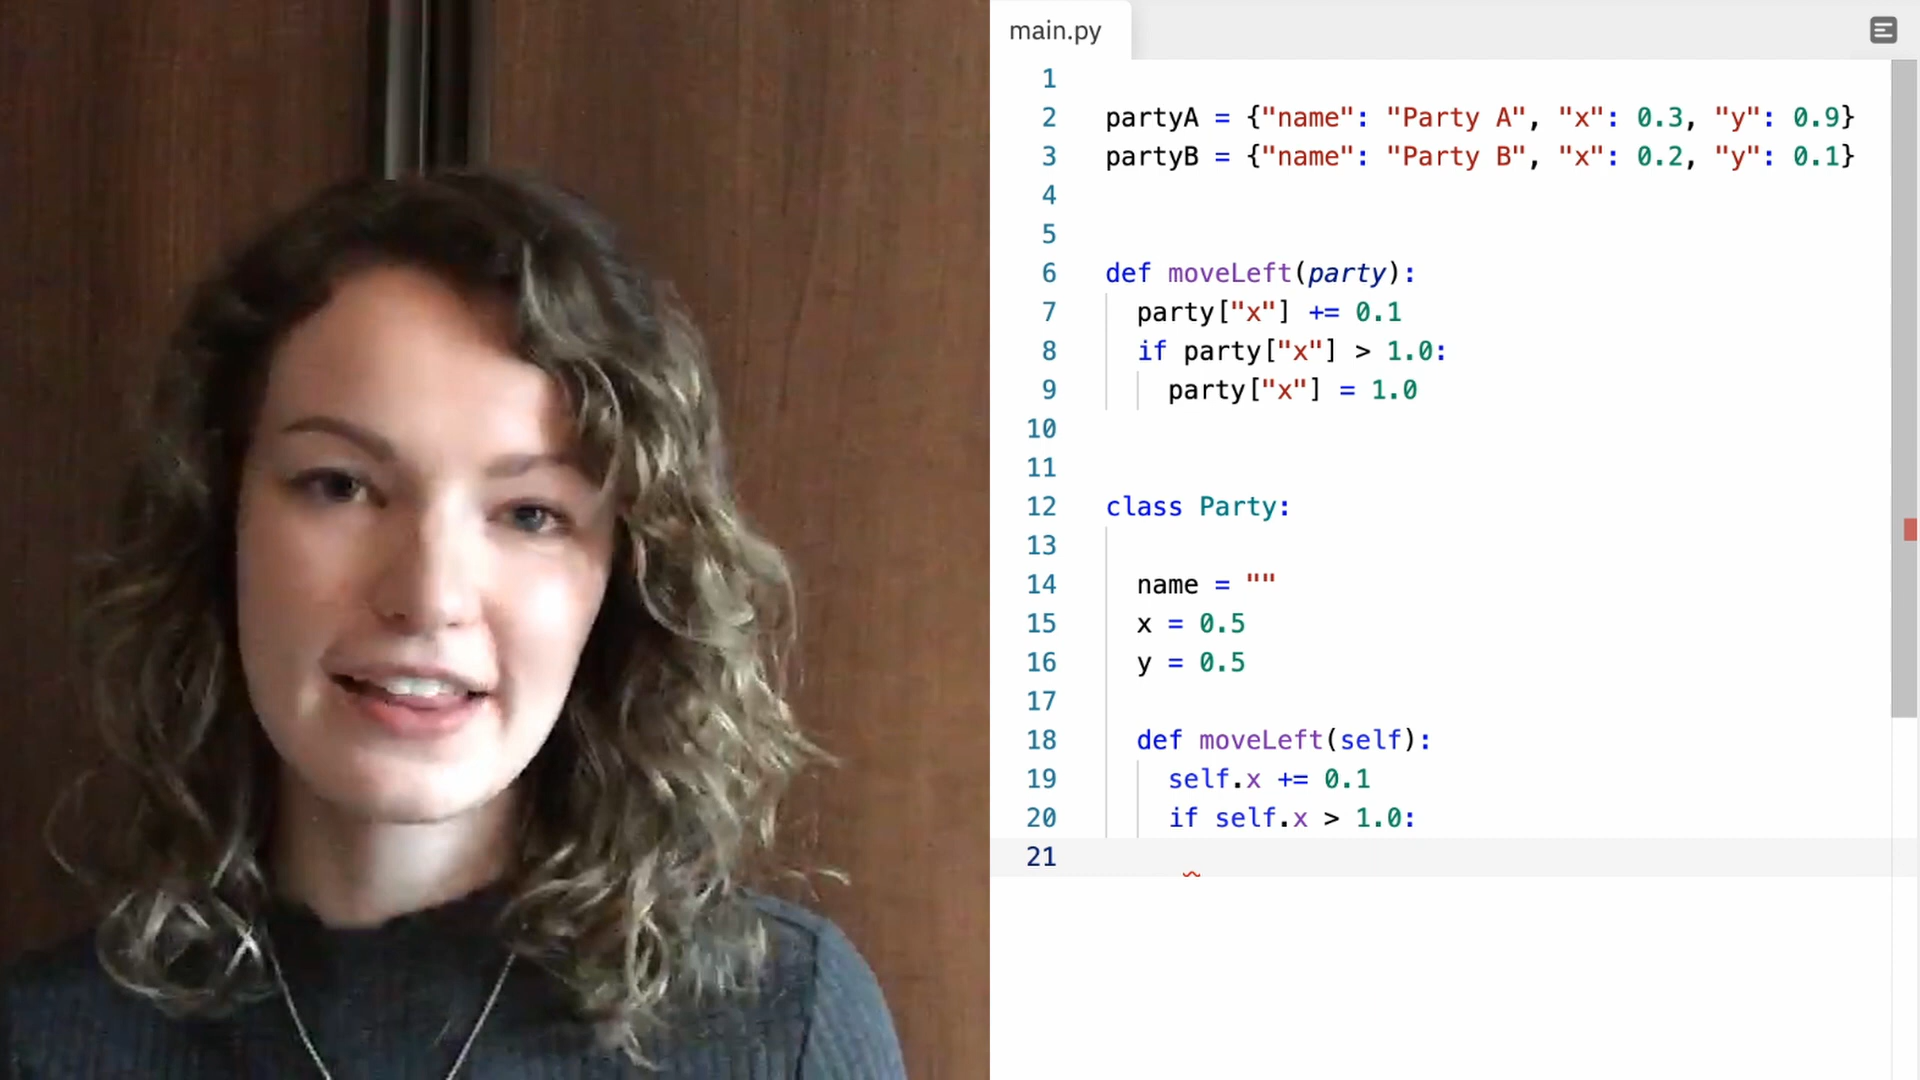 main.py
1
2 partyA = {"name": "Party A", "x": 0.3, "y": 0.9}
3 partyB = {"name": "Party B", "x": 0.2, "y": 0.1}
4
5
6 def moveLeft(party):
7 party["x"] += 0.1
8 if party["x"] > 1.0:
9 party["x"] = 1.0
10
11
12 class Party:
13
14 name = ""
15 x = 0.5
16 y = 0.5
17
18 def moveLeft(self):
19 self.x += 0.1
20 if self.x > 1.0:
21